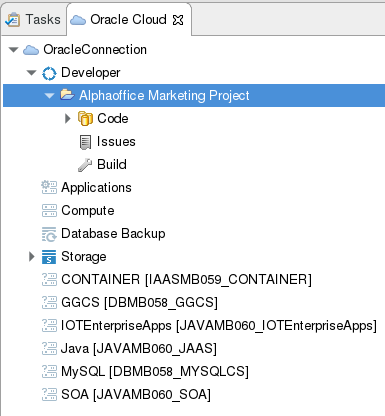 Tasks
Oracle Cloud
OracleConnection
Developer
Alphaoffice Marketing Project
Code
Issues
Build
Applications
Compute
Database Backup
Storage
CONTAINER [IAASMB059_CONTAINER]
GGCS [DBMB058_GGCS]
IOTEnterpriseApps [JAVAMB060_IOTEnterpriseApps]
Java [JAVAMB060_JAAS]
MySQL [DBMB058_MYSQLCS]
SOA [JAVAMB060_SOA]